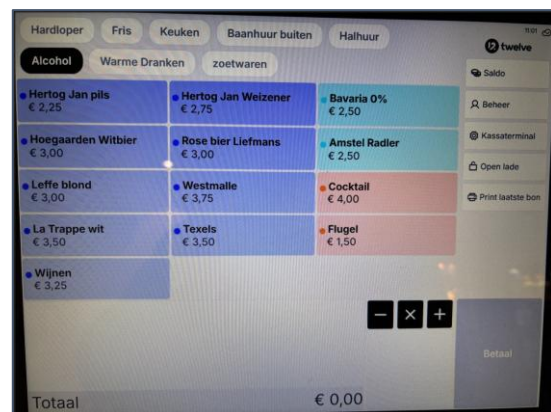 Hardloper Fris Keuken Baanhuur buiten Halhuur
Alcohol Warme Dranken zoetwaren
Hertog Jan pils
€ 2,25
Hertog Jan Weizener
€ 2,75
Bavaria 0%
€ 2,50
Hoegaarden Witbier
€ 3,00
Rose bier Liefmans
€ 3,00
Amstel Radler
€ 2,50
Leffe blond
€ 3,00
Westmalle
€ 3,75
Cocktail
€ 4,00
La Trappe wit
€ 3,50
Texels
€ 3,50
Flugel
€ 1,50
Wijnen
€ 3,25
− × +
Totaal € 0,00
11:01
twelve
Saldo
Beheer
Kassaterminal
Open lade
Print laatste bon
Betaal